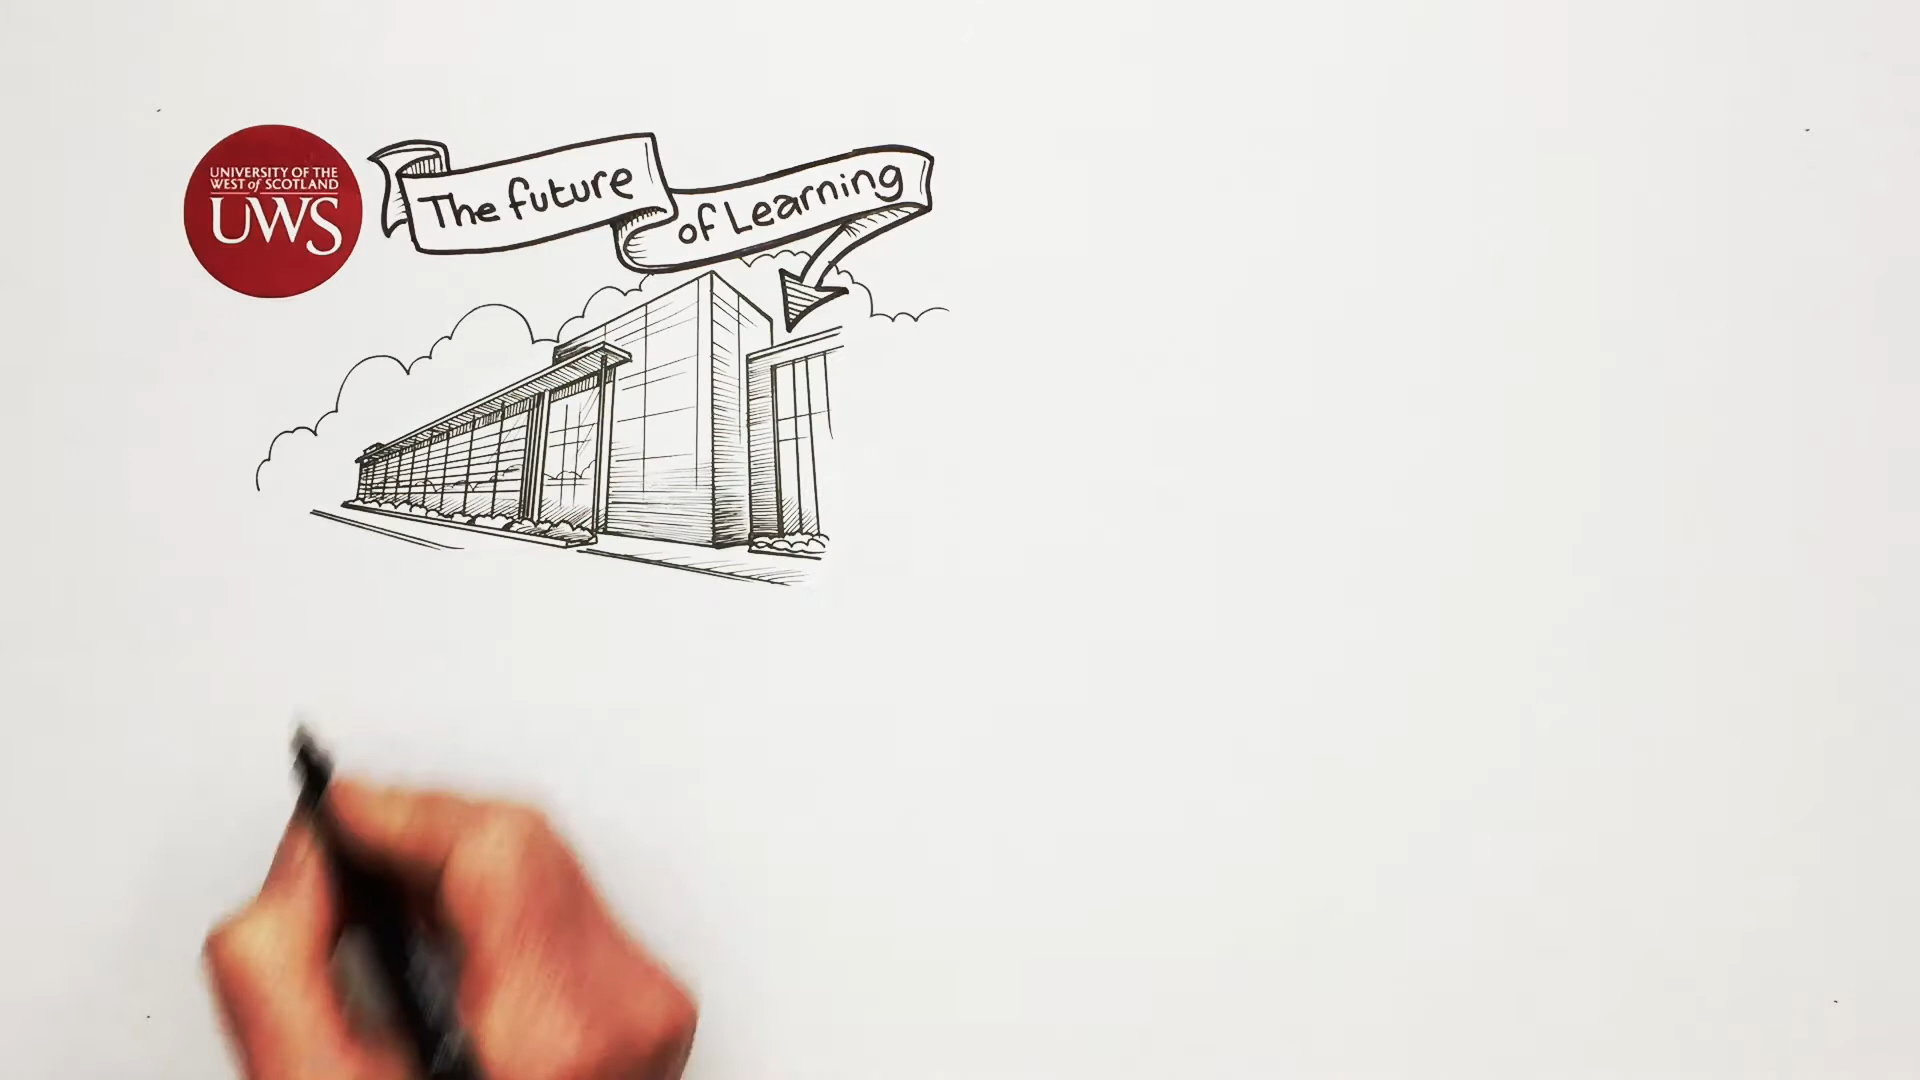 UNIVERSITY OF THE
WEST of SCOTLAND
UWS
The future
of Learning